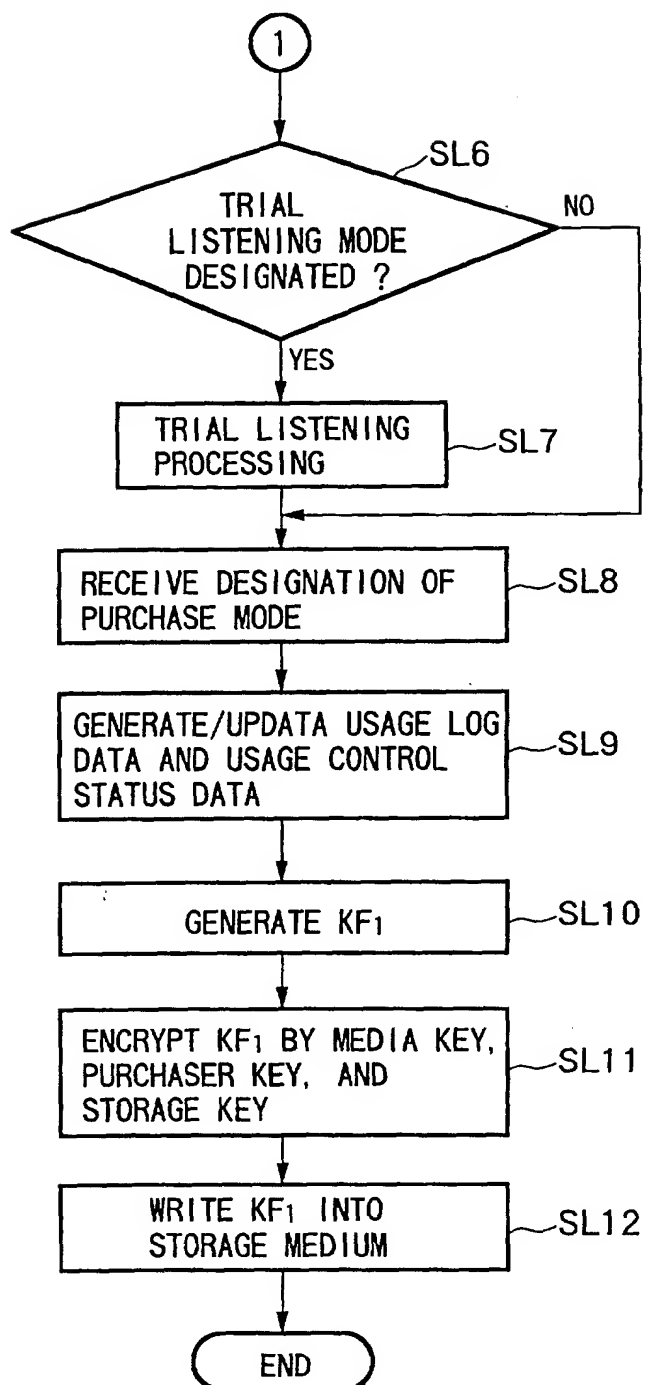 1
SL6
TRIAL
LISTENING MODE
DESIGNATED ?
NO
YES
TRIAL LISTENING
PROCESSING
SL7
RECEIVE DESIGNATION OF
PURCHASE MODE
SL8
GENERATE/UPDATA USAGE LOG
DATA AND USAGE CONTROL
STATUS DATA
SL9
GENERATE KF₁
SL10
ENCRYPT KF₁ BY MEDIA KEY,
PURCHASER KEY, AND
STORAGE KEY
SL11
WRITE KF₁ INTO
STORAGE MEDIUM
SL12
END